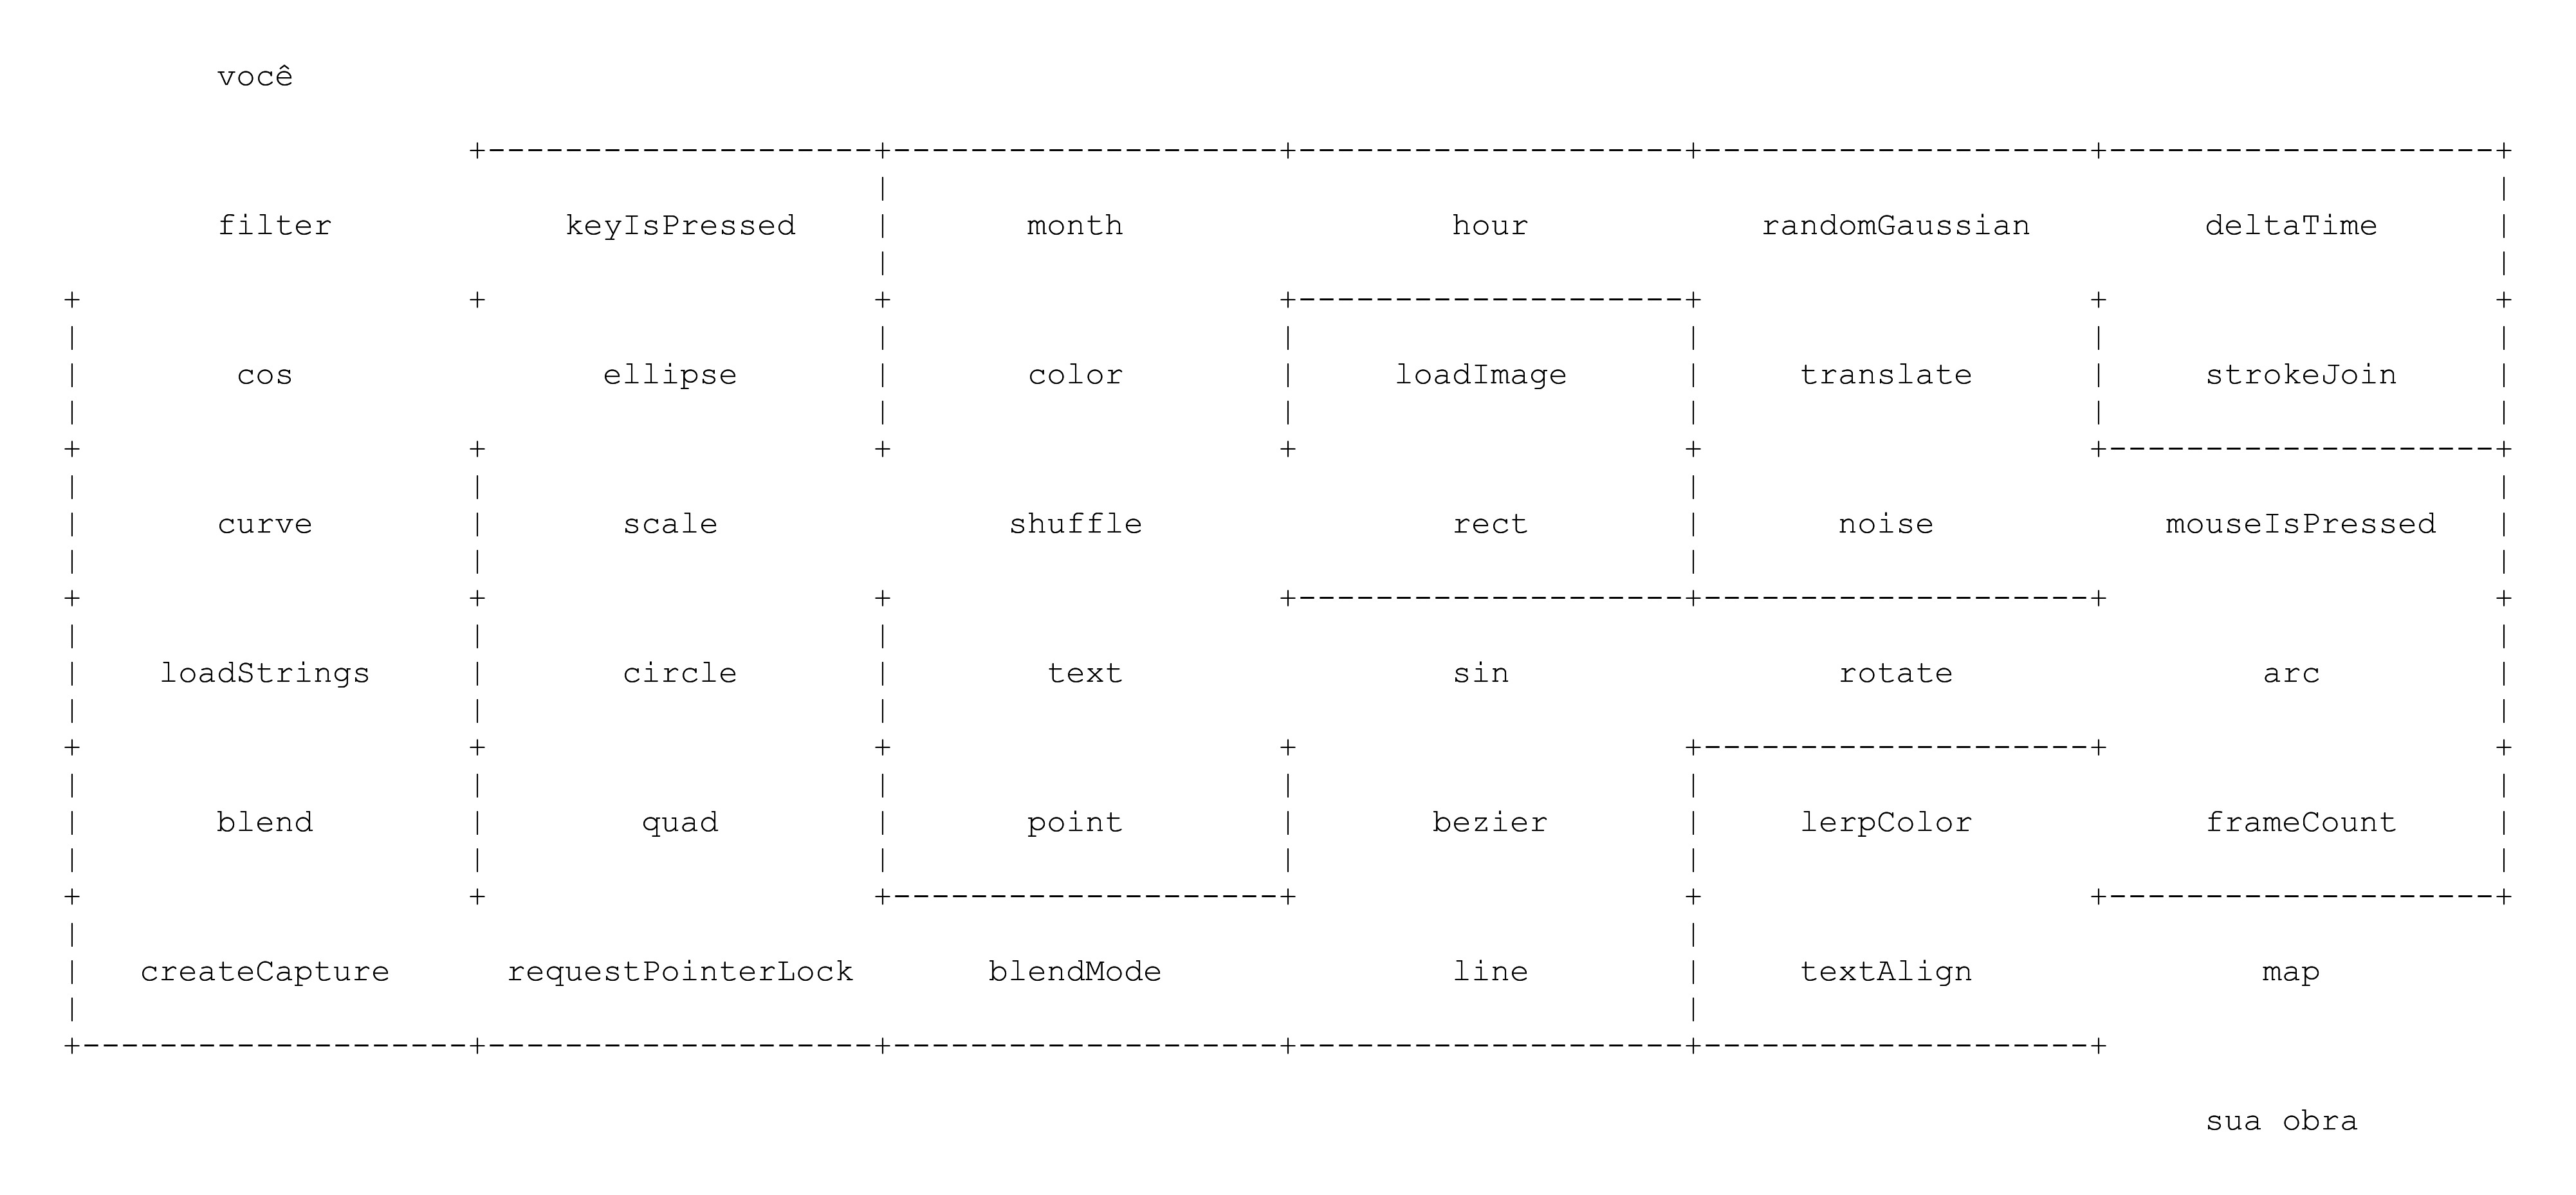 você
filter keyIsPressed month hour randomGaussian deltaTime
cos ellipse color loadImage translate strokeJoin
curve scale shuffle rect noise mouseIsPressed
loadStrings circle text sin rotate arc
blend quad point bezier lerpColor frameCount
createCapture requestPointerLock blendMode line textAlign map
sua obra